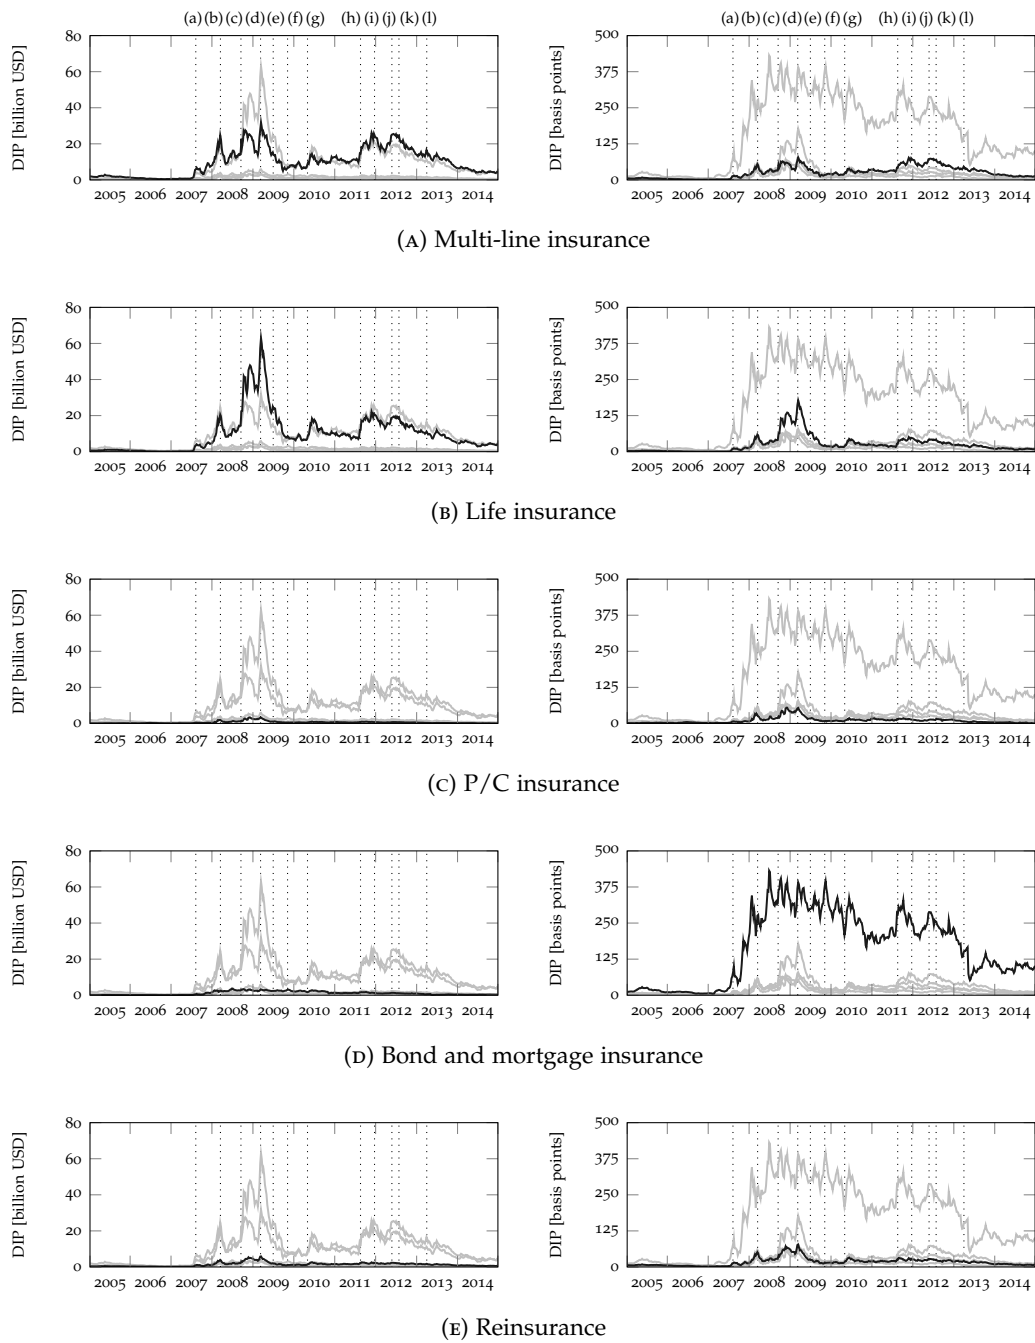 (a) (b) (c) (d) (e) (f) (g) (h) (i) (j) (k) (l)
(a) (b) (c) (d) (e) (f) (g) (h) (i) (j) (k) (l)
DIP [billion USD]
80
60
40
20
0
2005 2006 2007 2008 2009 2010 2011 2012 2013 2014
DIP [basis points]
500
375
250
125
0
2005 2006 2007 2008 2009 2010 2011 2012 2013 2014
(A) Multi-line insurance
DIP [billion USD]
80
60
40
20
0
2005 2006 2007 2008 2009 2010 2011 2012 2013 2014
DIP [basis points]
500
375
250
125
0
2005 2006 2007 2008 2009 2010 2011 2012 2013 2014
(B) Life insurance
DIP [billion USD]
80
60
40
20
0
2005 2006 2007 2008 2009 2010 2011 2012 2013 2014
DIP [basis points]
500
375
250
125
0
2005 2006 2007 2008 2009 2010 2011 2012 2013 2014
(C) P/C insurance
DIP [billion USD]
80
60
40
20
0
2005 2006 2007 2008 2009 2010 2011 2012 2013 2014
DIP [basis points]
500
375
250
125
0
2005 2006 2007 2008 2009 2010 2011 2012 2013 2014
(D) Bond and mortgage insurance
DIP [billion USD]
80
60
40
20
0
2005 2006 2007 2008 2009 2010 2011 2012 2013 2014
DIP [basis points]
500
375
250
125
0
2005 2006 2007 2008 2009 2010 2011 2012 2013 2014
(E) Reinsurance